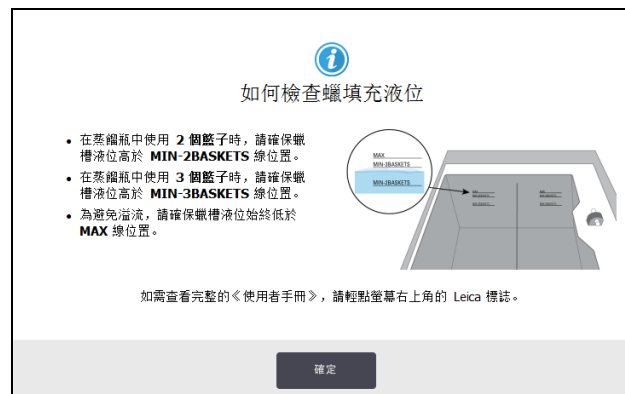 如何檢查蠟填充液位
• 在蒸餾瓶中使用 2 個籃子時，請確保蠟
槽液位高於 MIN-2BASKETS 線位置。
• 在蒸餾瓶中使用 3 個籃子時，請確保蠟
槽液位高於 MIN-3BASKETS 線位置。
• 為避免溢流，請確保蠟槽液位始終低於
MAX 線位置。
MAX
MIN-3BASKETS
MIN-2BASKETS
如需查看完整的《使用者手冊》，請輕點螢幕右上角的 Leica 標誌。
確定